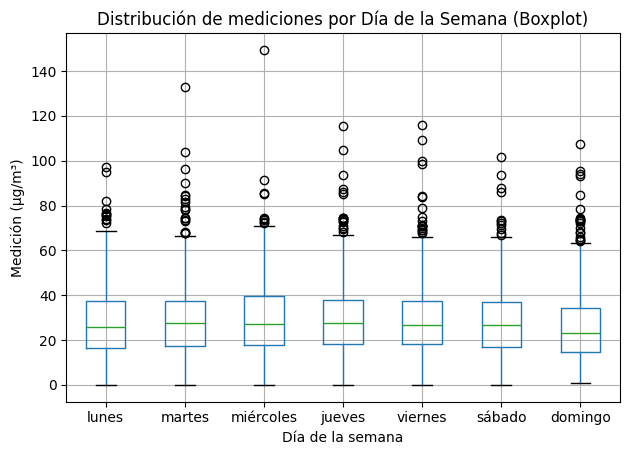 Distribución de mediciones por Día de la Semana (Boxplot)
Medición (µg/m³)
140
120
100
80
60
40
20
0
lunes martes miércoles jueves viernes sábado domingo
Día de la semana